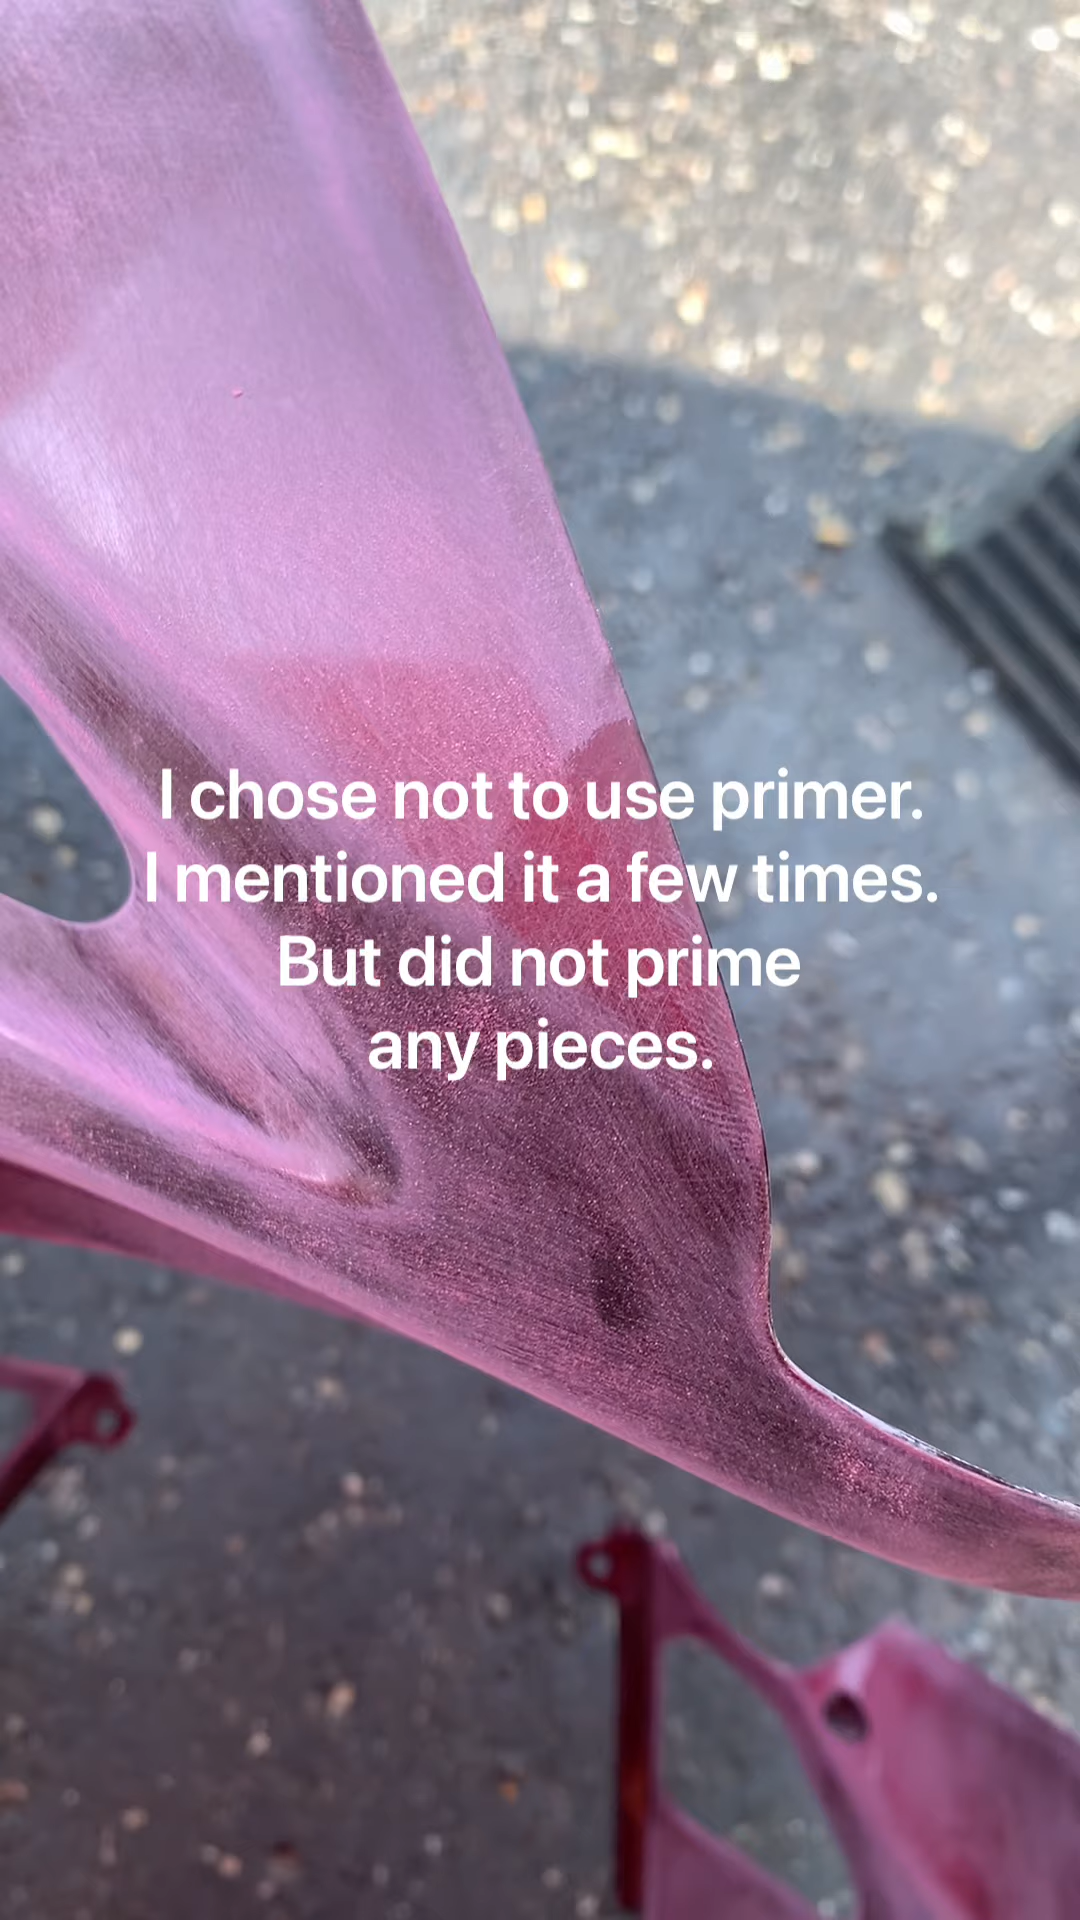 I chose not to use primer.
I mentioned it a few times.
But did not prime
any pieces.